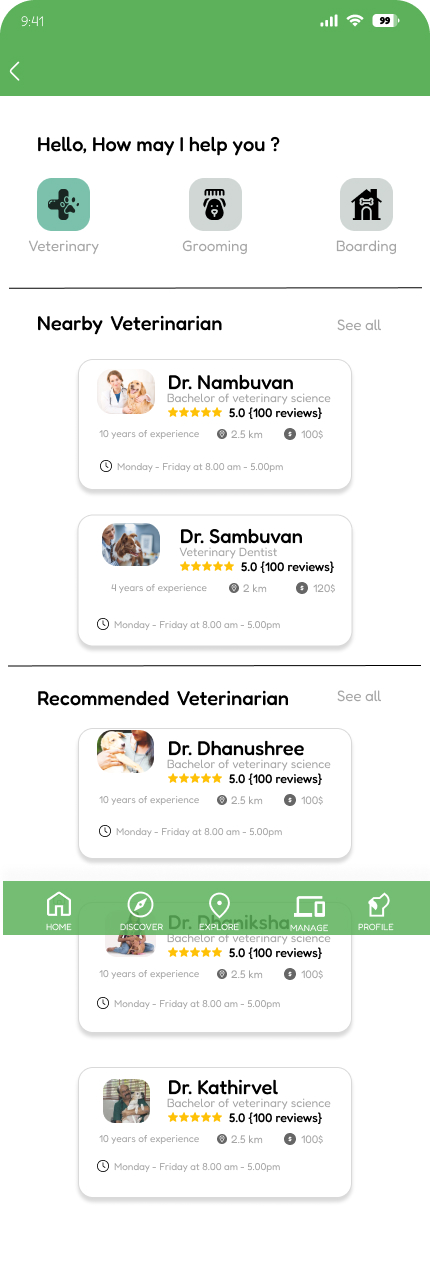 9:41
99
Hello, How may I help you ?
Veterinary
Grooming
Boarding
Nearby Veterinarian
See all
Dr. Nambuvan
Bachelor of veterinary science
5.0 {100 reviews}
10 years of experience
2.5 km
100$
Monday - Friday at 8.00 am - 5.00pm
Dr. Sambuvan
Veterinary Dentist
5.0 {100 reviews}
4 years of experience
2 km
120$
Monday - Friday at 8.00 am - 5.00pm
Recommended Veterinarian
See all
Dr. Dhanushree
Bachelor of veterinary science
5.0 {100 reviews}
10 years of experience
2.5 km
100$
Monday - Friday at 8.00 am - 5.00pm
HOME
DISCOVER
EXPLORE
MANAGE
PROFILE
Dr. Dhaniksha
Bachelor of veterinary science
5.0 {100 reviews}
10 years of experience
2.5 km
100$
Monday - Friday at 8.00 am - 5.00pm
Dr. Kathirvel
Bachelor of veterinary science
5.0 {100 reviews}
10 years of experience
2.5 km
100$
Monday - Friday at 8.00 am - 5.00pm